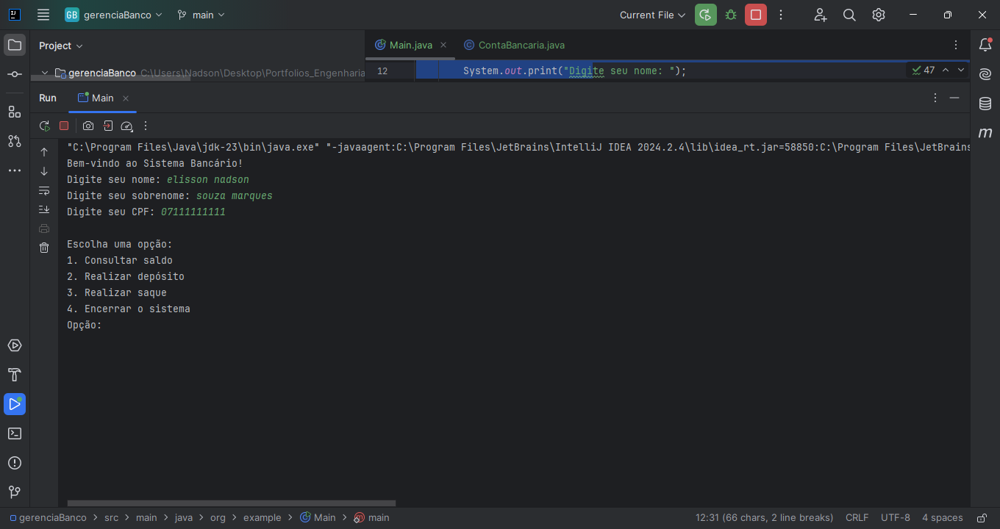 GB gerenciaBanco main Current File
Project
Main.java
ContaBancaria.java
gerenciaBanco C:\Users\Nadson\Desktop\Portfolios_Engenharia
12 System.out.print("Digite seu nome: "); 47
Run Main
"C:\Program Files\Java\jdk-23\bin\java.exe" "-javaagent:C:\Program Files\JetBrains\IntelliJ IDEA 2024.2.4\lib\idea_rt.jar=58850:C:\Program Files\JetBrains
Bem-vindo ao Sistema Bancário!
Digite seu nome: elisson nadson
Digite seu sobrenome: souza marques
Digite seu CPF: 07111111111
Escolha uma opção:
1. Consultar saldo
2. Realizar depósito
3. Realizar saque
4. Encerrar o sistema
Opção:
gerenciaBanco > src > main > java > org > example > Main > main 12:31 (66 chars, 2 line breaks) CRLF UTF-8 4 spaces